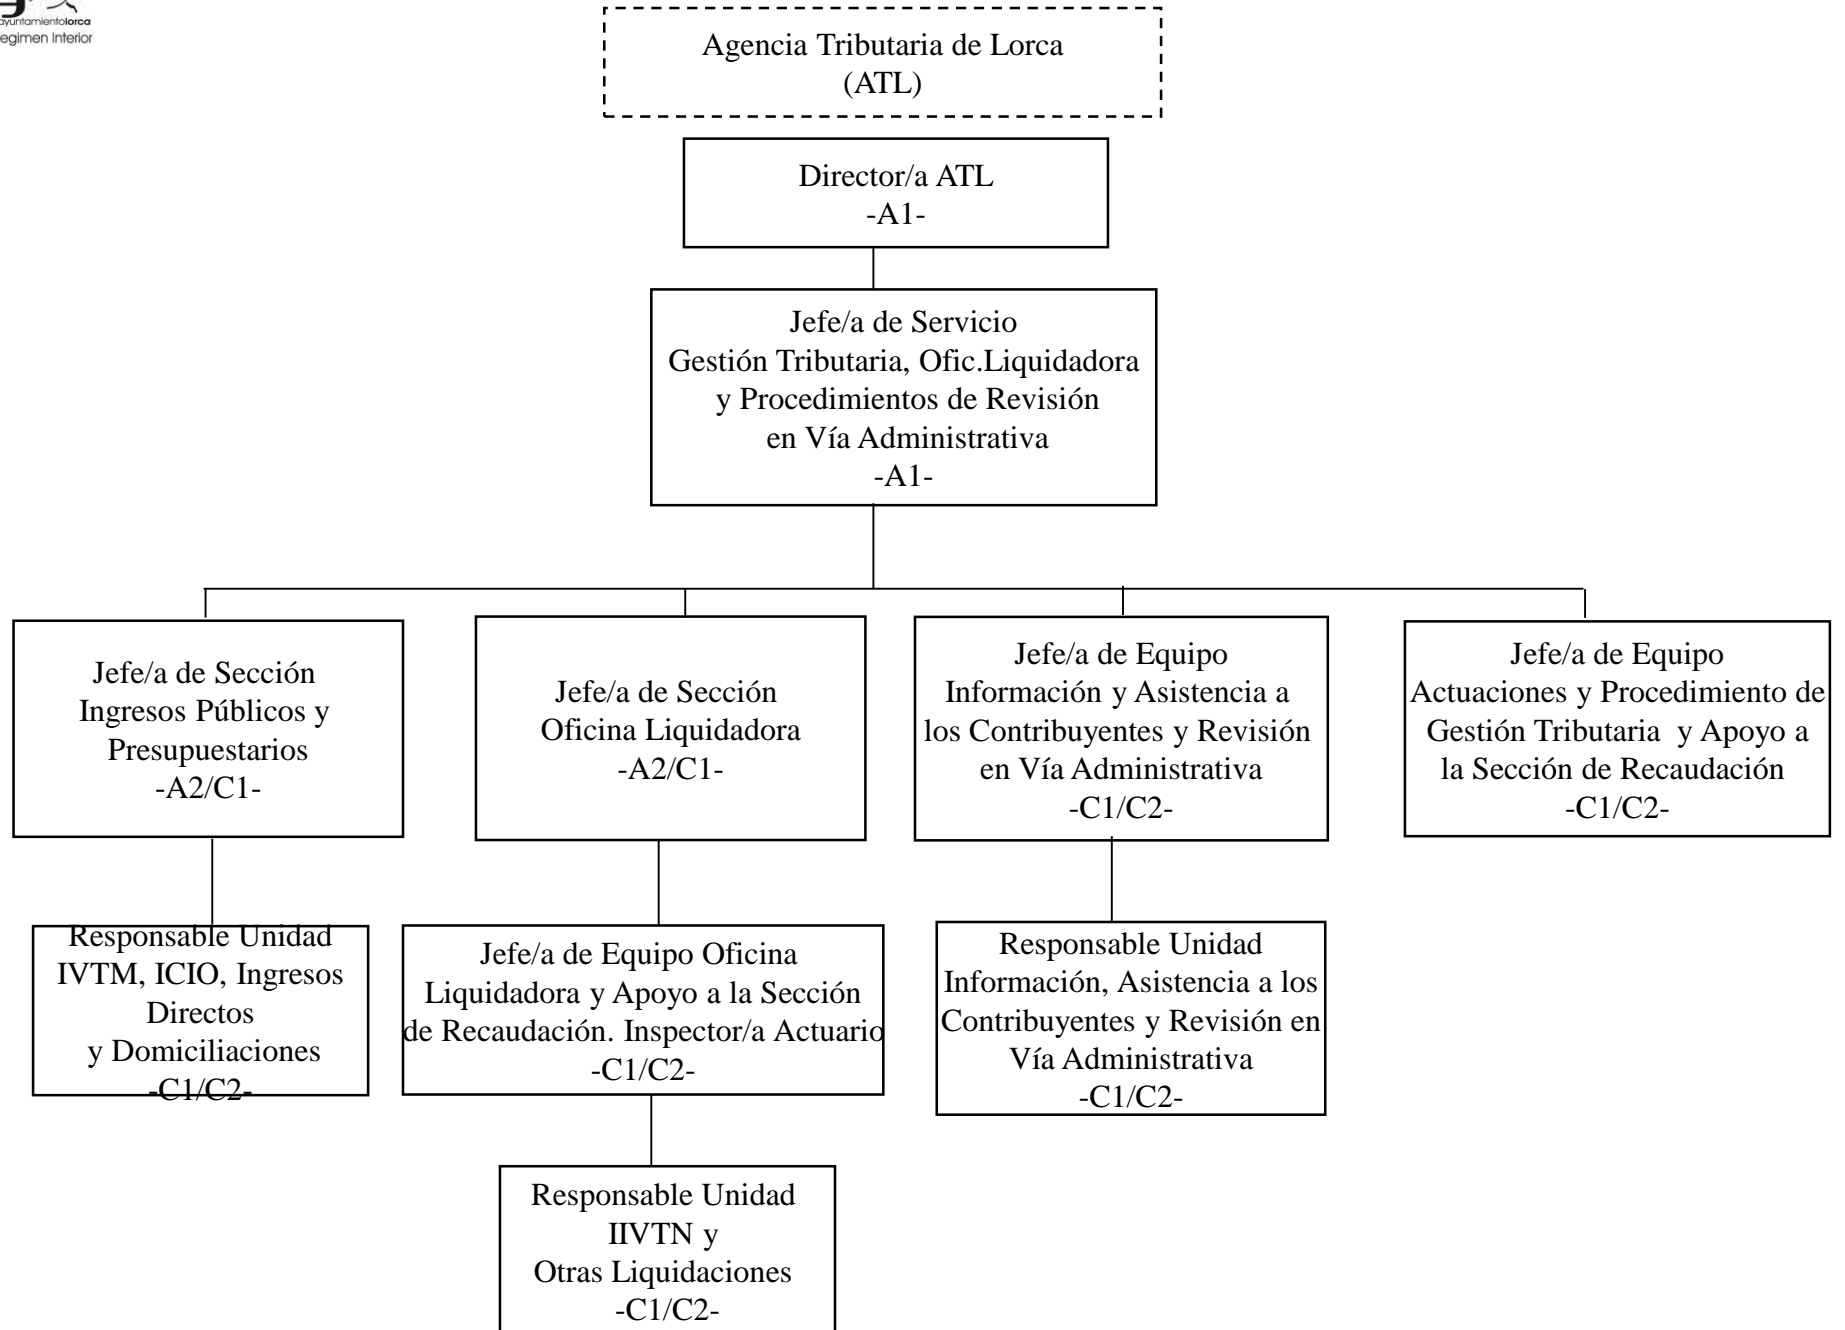 ayuntamientolorca
egimen Interior
Agencia Tributaria de Lorca
(ATL)
Director/a ATL
-A1-
Jefe/a de Servicio
Gestión Tributaria, Ofic.Liquidadora
y Procedimientos de Revisión
en Vía Administrativa
-A1-
Jefe/a de Sección
Ingresos Públicos y
Presupuestarios
-A2/C1-
Jefe/a de Sección
Oficina Liquidadora
-A2/C1-
Jefe/a de Equipo
Información y Asistencia a
los Contribuyentes y Revisión
en Vía Administrativa
-C1/C2-
Jefe/a de Equipo
Actuaciones y Procedimiento de
Gestión Tributaria y Apoyo a
la Sección de Recaudación
-C1/C2-
Responsable Unidad
IVTM, ICIO, Ingresos
Directos
y Domiciliaciones
-C1/C2-
Jefe/a de Equipo Oficina
Liquidadora y Apoyo a la Sección
de Recaudación. Inspector/a Actuario
-C1/C2-
Responsable Unidad
Información, Asistencia a los
Contribuyentes y Revisión en
Vía Administrativa
-C1/C2-
Responsable Unidad
IIVTN y
Otras Liquidaciones
-C1/C2-